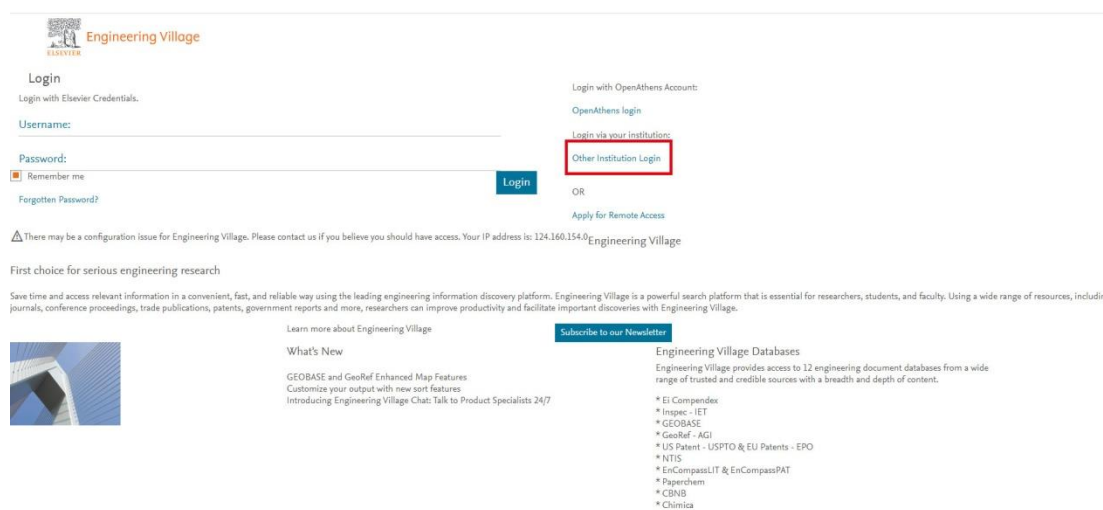 ELSEVIER
Engineering Village
Login
Login with Elsevier Credentials.
Username:
Password:
Remember me
Login
Forgotten Password?
Login with OpenAthens Account:
OpenAthens login
Login via your institution:
Other Institution Login
OR
Apply for Remote Access
There may be a configuration issue for Engineering Village. Please contact us if you believe you should have access. Your IP address is: 124.160.154.0
Engineering Village
First choice for serious engineering research
Save time and access relevant information in a convenient, fast, and reliable way using the leading engineering information discovery platform. Engineering Village is a powerful search platform that is essential for researchers, students, and faculty. Using a wide range of resources, includin
journals, conference proceedings, trade publications, patents, government reports and more, researchers can improve productivity and facilitate important discoveries with Engineering Village.
Learn more about Engineering Village
Subscribe to our Newsletter
What's New
GEOBASE and GeoRef Enhanced Map Features
Customize your output with new sort features
Introducing Engineering Village Chat: Talk to Product Specialists 24/7
Engineering Village Databases
Engineering Village provides access to 12 engineering document databases from a wide
range of trusted and credible sources with a breadth and depth of content.
* Ei Compendex
* Inspec - IET
* GEOBASE
* GeoRef - AGI
* US Patent - USPTO & EU Patents - EPO
* NTIS
* EnCompassLIT & EnCompassPAT
* Paperchem
* CBNB
* Chimica